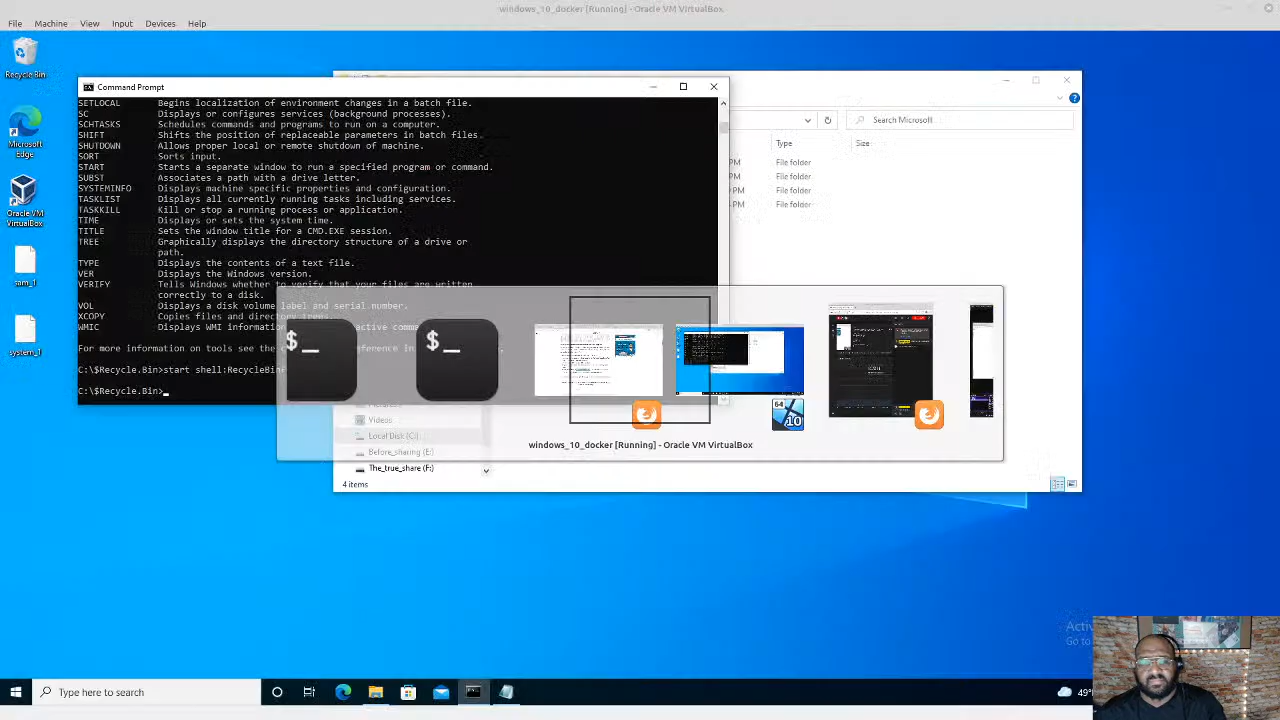 windows_10_docker [Running] - Oracle VM VirtualBox
File Machine View Input Devices Help
Recycle Bin
Microsoft Edge
Oracle VM VirtualBox
sam_1
system_1
Command Prompt
SETLOCAL Begins localization of environment changes in a batch file.
SC Displays or configures services (background processes).
SCHTASKS Schedules commands and programs to run on a computer.
SHIFT Shifts the position of replaceable parameters in batch files.
SHUTDOWN Allows proper local or remote shutdown of machine.
SORT Sorts input.
START Starts a separate window to run a specified program or command.
SUBST Associates a path with a drive letter.
SYSTEMINFO Displays machine specific properties and configuration.
TASKLIST Displays all currently running tasks including services.
TASKKILL Kill or stop a running process or application.
TIME Displays or sets the system time.
TITLE Sets the window title for a CMD.EXE session.
TREE Graphically displays the directory structure of a drive or
path.
TYPE Displays the contents of a text file.
VER Displays the Windows version.
VERIFY Tells Windows whether to verify that your files are written
correctly to a disk.
VOL Displays a disk volume label and serial number.
XCOPY Copies files and directory trees.
WMIC Displays WMI information
For more information on tools see the
C:\$Recycle.Bin>start shell:RecycleBin
C:\$Recycle.Bin>_
Search Microsoft
Type Size
PM File folder
PM File folder
PM File folder
PM File folder
$_ $_
64
10
windows_10_docker [Running] - Oracle VM VirtualBox
Videos
Local Disk (C:)
Before_sharing (E:)
The_true_share (F:)
4 items
Type here to search
49°